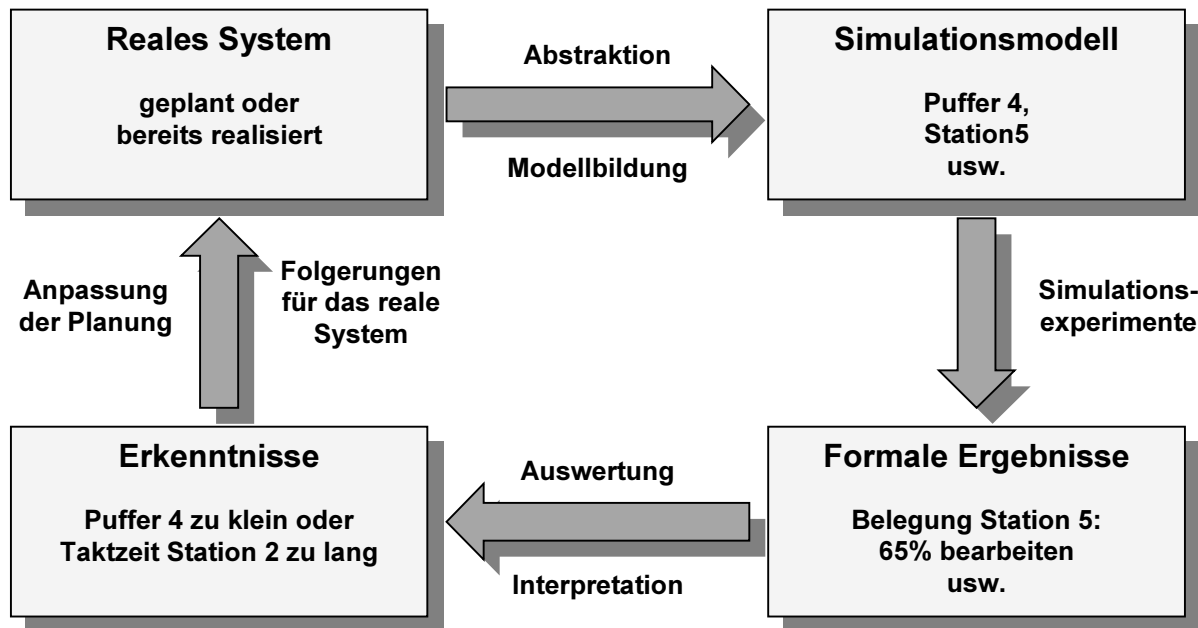 Reales System
geplant oder
bereits realisiert
Abstraktion
Modellbildung
Simulationsmodell
Puffer 4,
Station5
usw.
Anpassung
der Planung
Folgerungen
für das reale
System
Simulations-
experimente
Erkenntnisse
Puffer 4 zu klein oder
Taktzeit Station 2 zu lang
Auswertung
Interpretation
Formale Ergebnisse
Belegung Station 5:
65% bearbeiten
usw.